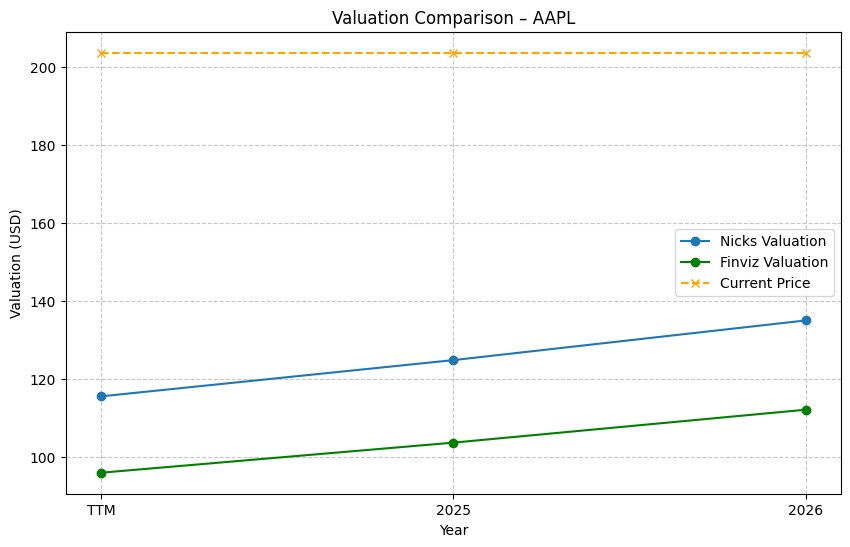 Valuation Comparison – AAPL
Valuation (USD)
200
180
160
140
120
100
Nicks Valuation
Finviz Valuation
Current Price
TTM
2025
2026
Year